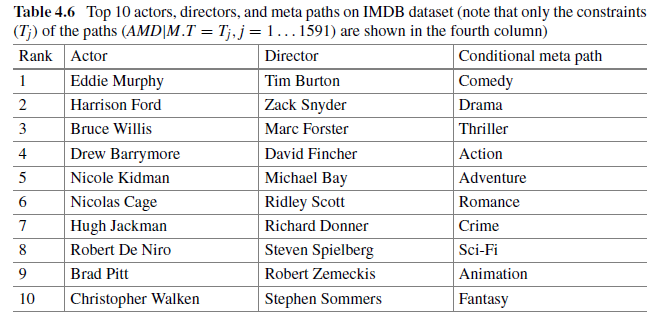 Table 4.6 Top 10 actors, directors, and meta paths on IMDB dataset (note that only the constraints
(Tj) of the paths (AMD|M.T = Tj, j = 1 . . . 1591) are shown in the fourth column)
Rank Actor Director Conditional meta path
1 Eddie Murphy Tim Burton Comedy
2 Harrison Ford Zack Snyder Drama
3 Bruce Willis Marc Forster Thriller
4 Drew Barrymore David Fincher Action
5 Nicole Kidman Michael Bay Adventure
6 Nicolas Cage Ridley Scott Romance
7 Hugh Jackman Richard Donner Crime
8 Robert De Niro Steven Spielberg Sci-Fi
9 Brad Pitt Robert Zemeckis Animation
10 Christopher Walken Stephen Sommers Fantasy